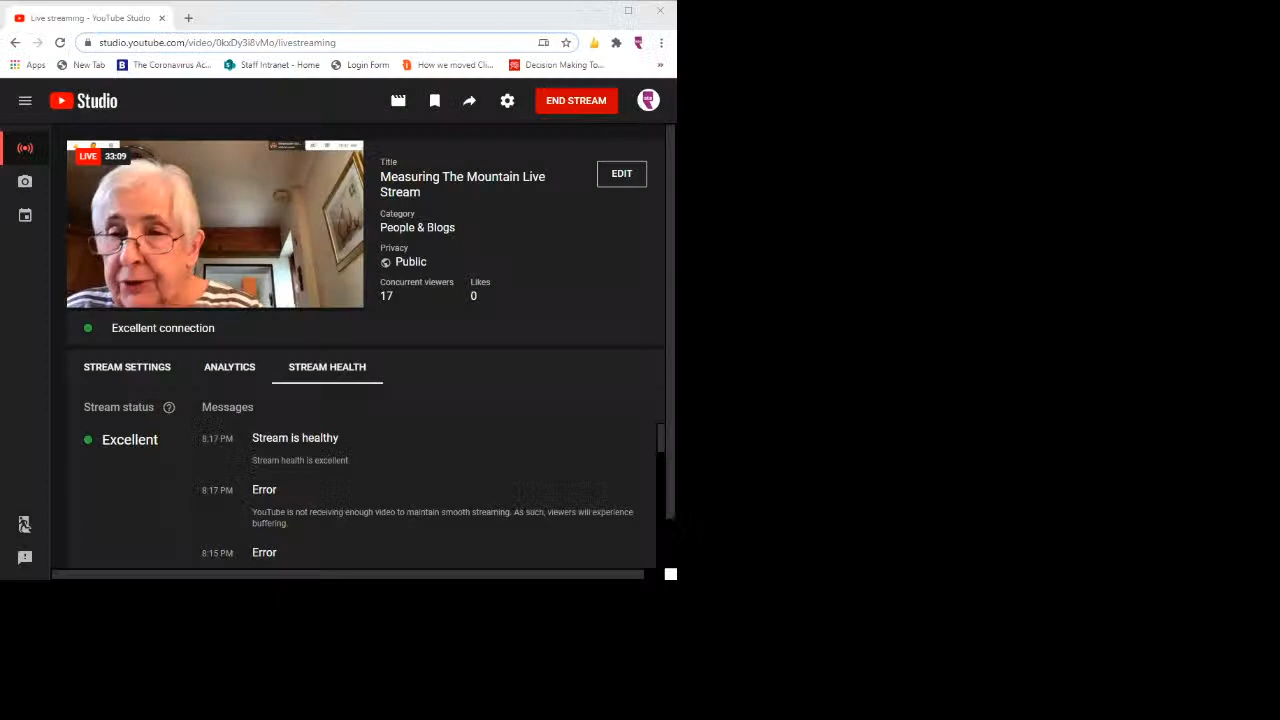 Live streaming - YouTube Studio
studio.youtube.com/video/0kxDy3i8vMo/livestreaming
Apps New Tab The Coronavirus Ac... Staff Intranet - Home Login Form How we moved Cli... Decision Making To... »
Studio
END STREAM
LIVE 33:09
Title
Measuring The Mountain Live
Stream
EDIT
Category
People & Blogs
Privacy
Public
Concurrent viewers Likes
17 0
Excellent connection
STREAM SETTINGS ANALYTICS STREAM HEALTH
Stream status Messages
Excellent
8:17 PM Stream is healthy
Stream health is excellent.
8:17 PM Error
YouTube is not receiving enough video to maintain smooth streaming. As such, viewers will experience
buffering.
8:15 PM Error